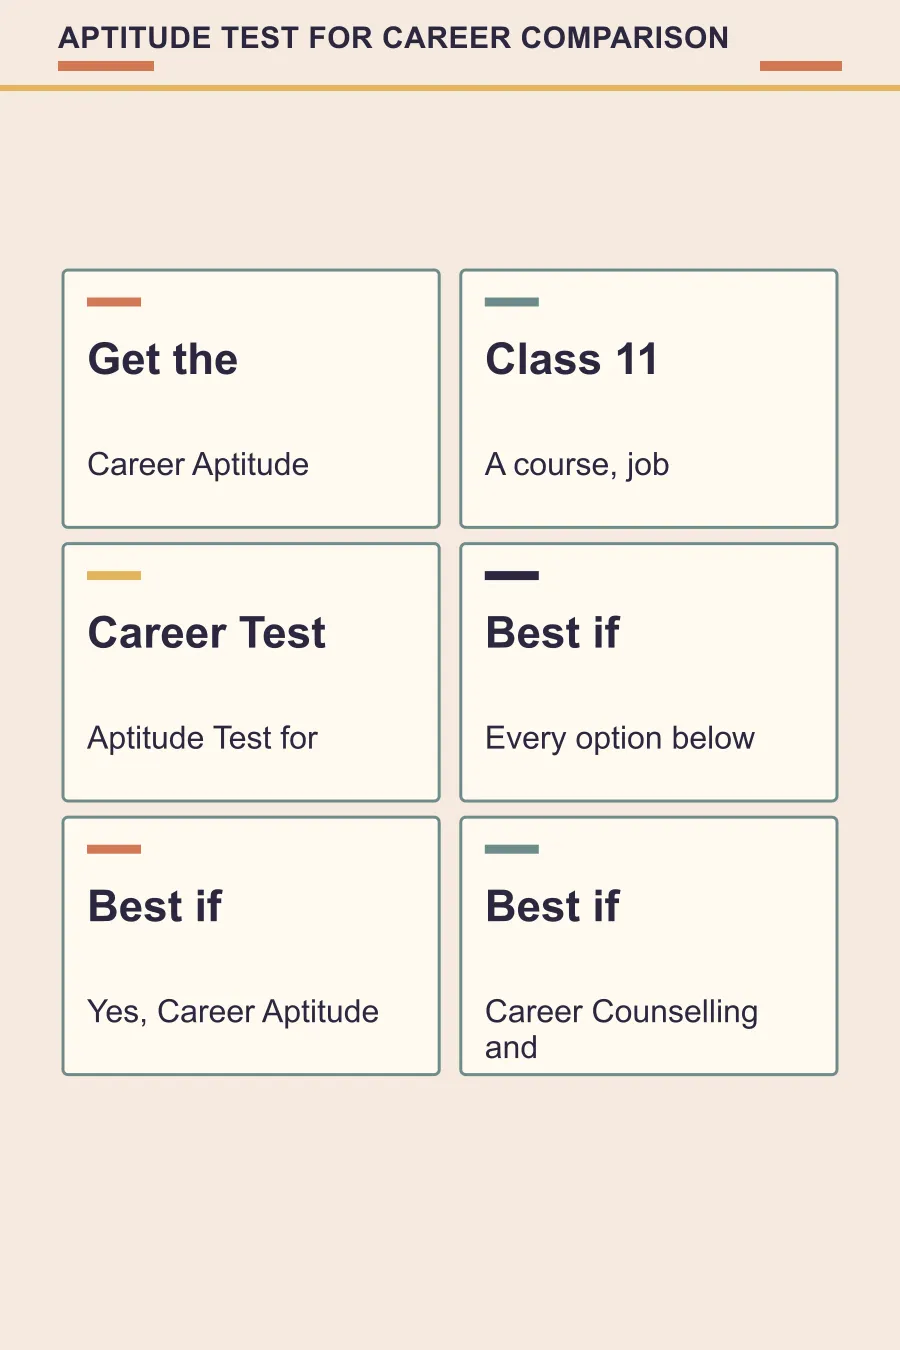 APTITUDE TEST FOR CAREER COMPARISON
Get the
Career Aptitude
Class 11
A course, job
Career Test
Aptitude Test for
Best if
Every option below
Best if
Yes, Career Aptitude
Best if
Career Counselling
and